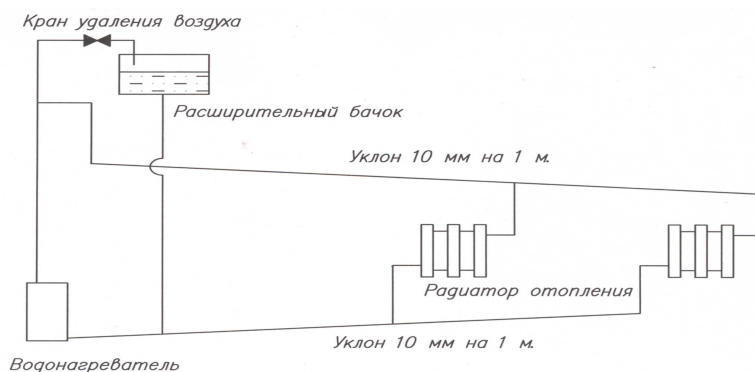 Кран удаления воздуха
Расширительный бачок
Уклон 10 мм на 1 м.
Радиатор отопления
Уклон 10 мм на 1 м.
Водонагреватель